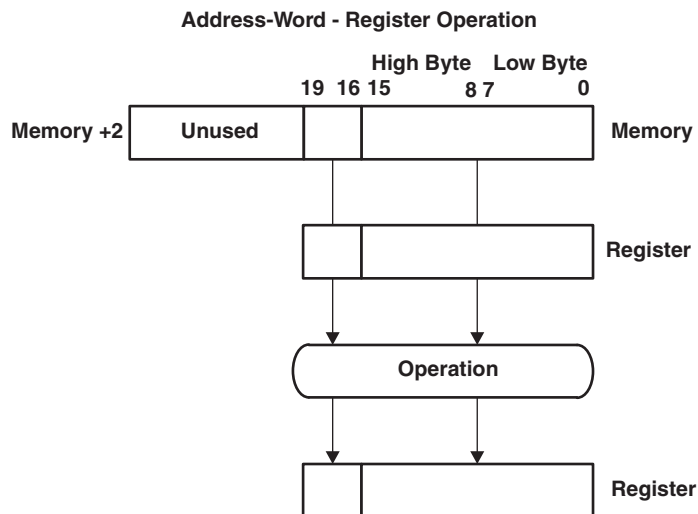 Address-Word - Register Operation
High Byte Low Byte
19 16 15 8 7 0
Memory +2 Unused Memory
Register
Operation
Register